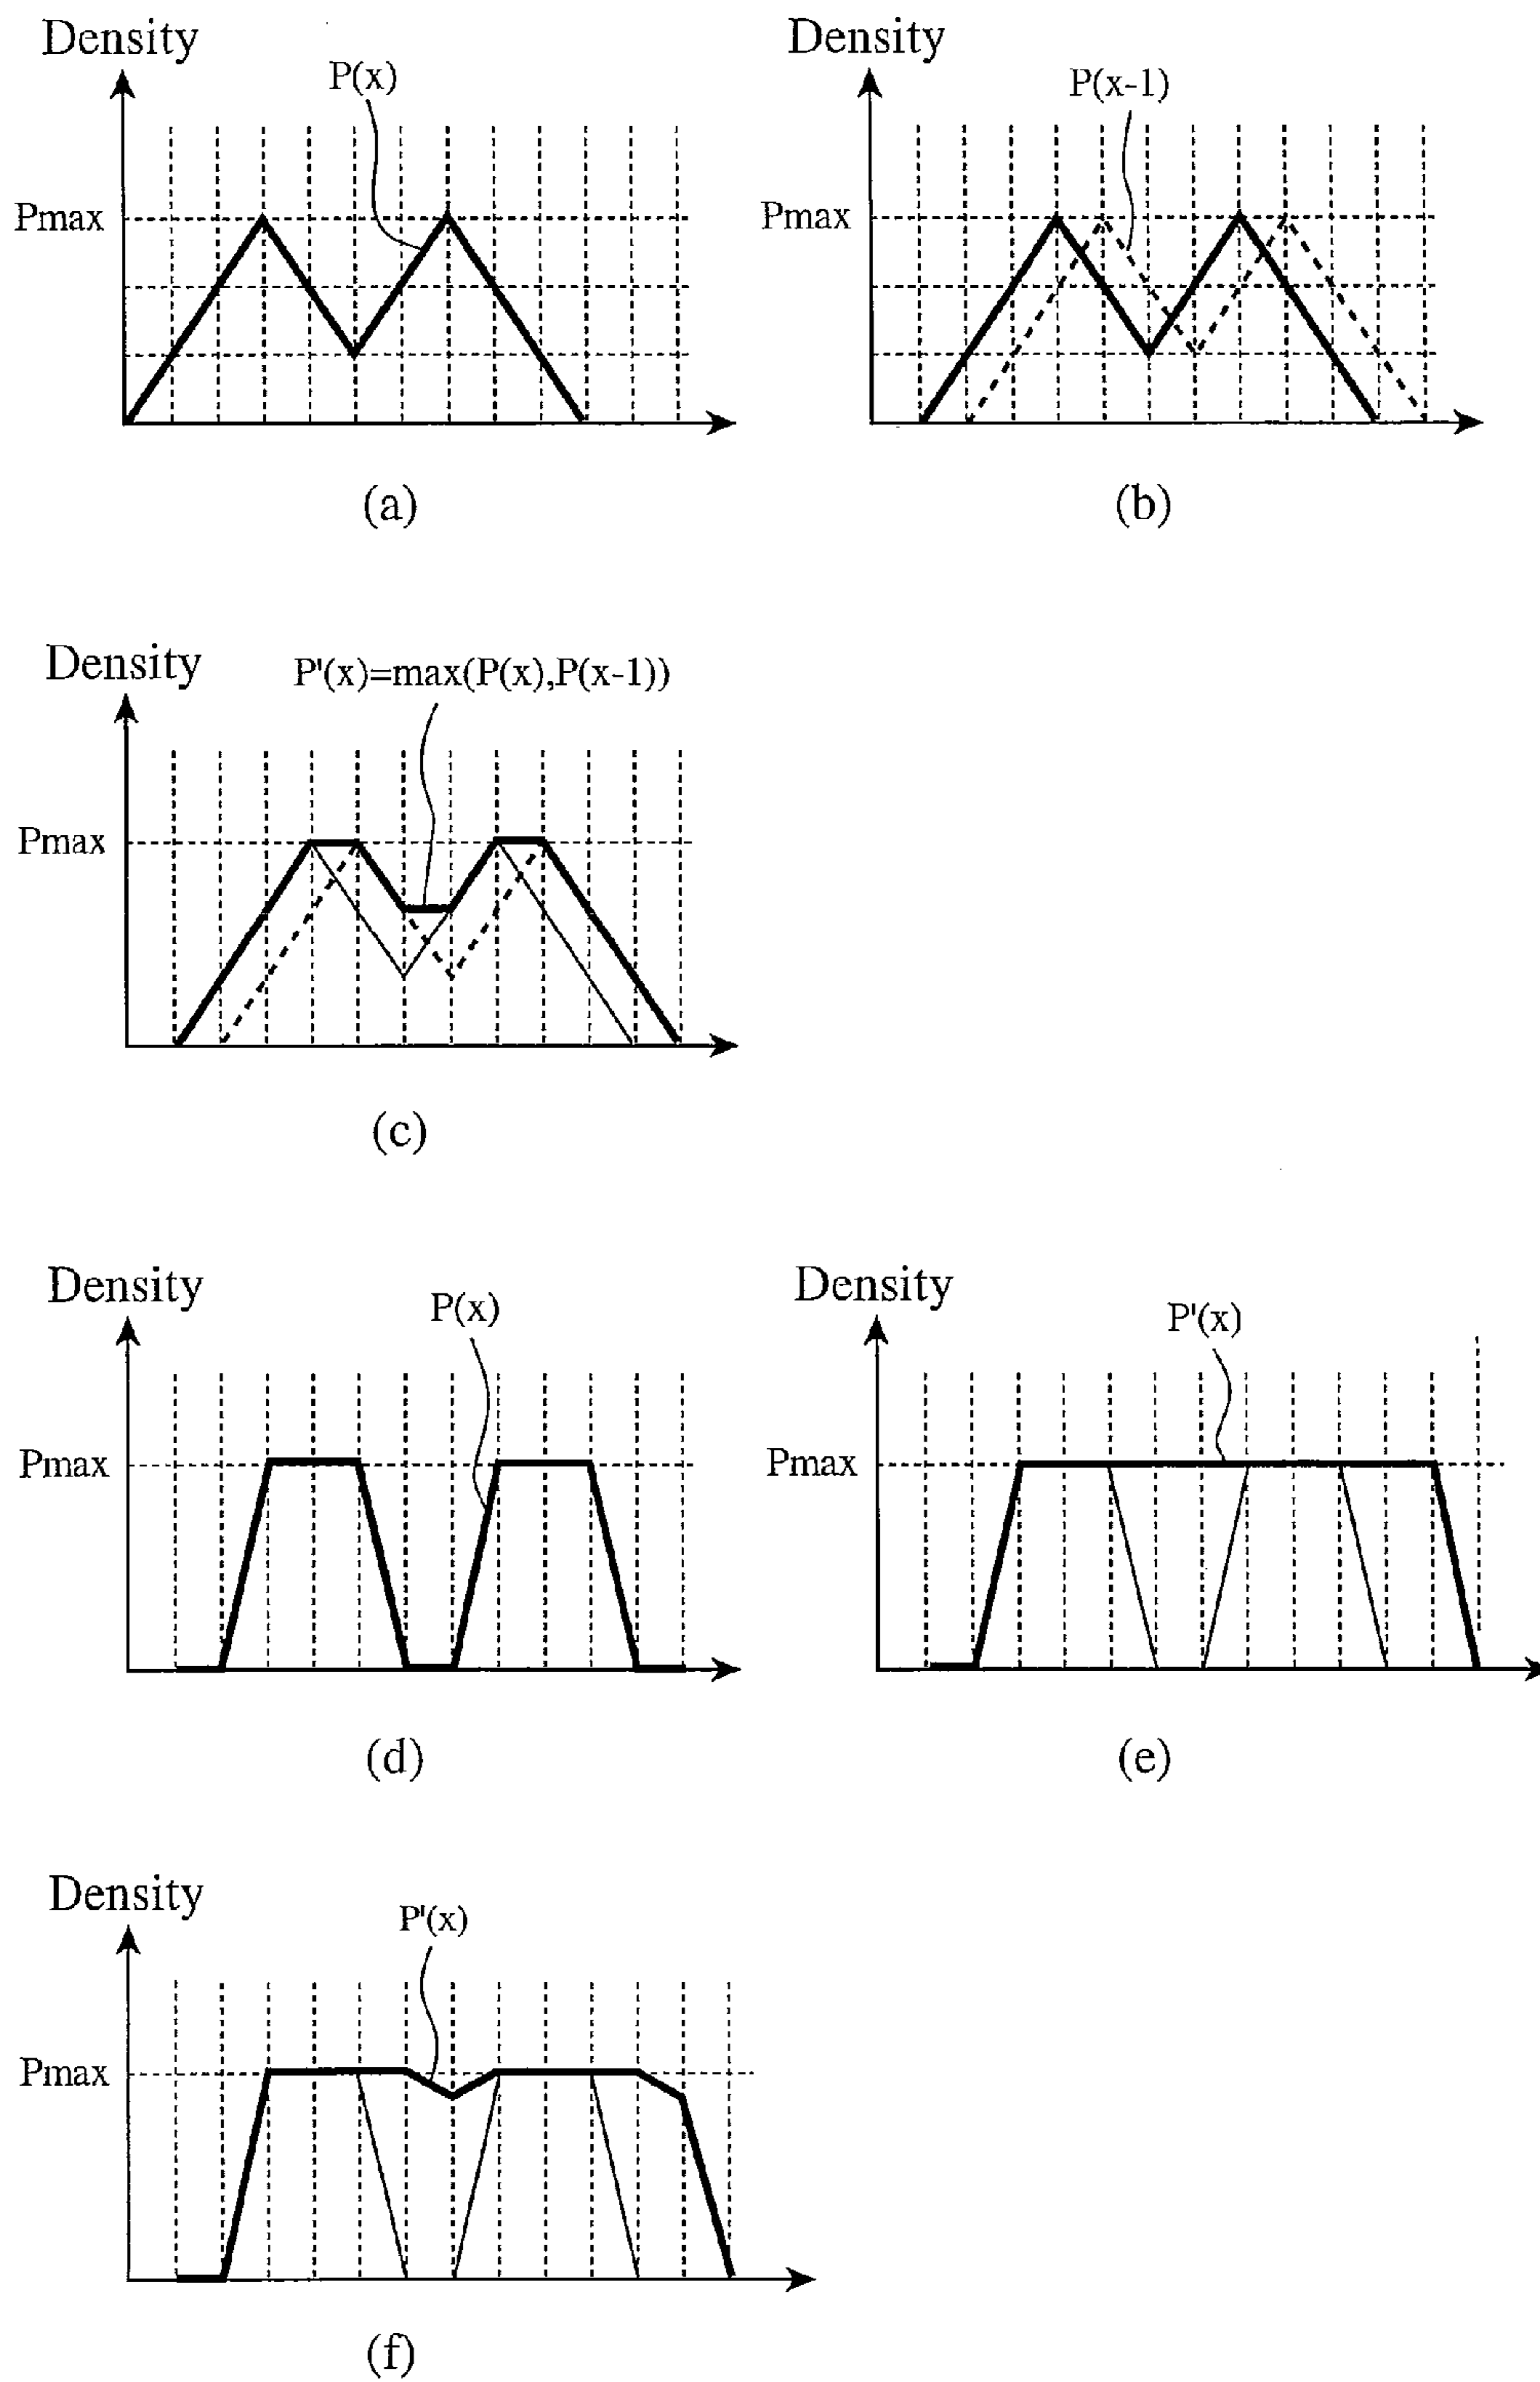 Density
P(x)
Pmax
(a)
Density
P(x-1)
Pmax
(b)
Density
P'(x)=max(P(x),P(x-1))
Pmax
(c)
Density
P(x)
Pmax
(d)
Density
P'(x)
Pmax
(e)
Density
P'(x)
Pmax
(f)